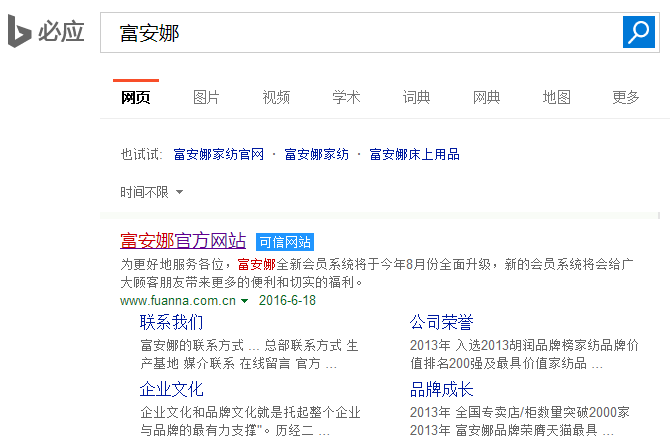 必应
富安娜
网页 图片 视频 学术 词典 网典 地图 更多
也试试: 富安娜家纺官网 · 富安娜家纺 · 富安娜床上用品
时间不限
富安娜官方网站 可信网站
为更好地服务各位，富安娜全新会员系统将于今年8月份全面升级，新的会员系统将会给广
大顾客朋友带来更多的便利和切实的福利。
www.fuanna.com.cn 2016-6-18
联系我们
富安娜的联系方式 ... 总部联系方式 生
产基地 媒介联系 在线留言 官方 ...
公司荣誉
2013年 入选2013胡润品牌榜家纺品牌价
值排名200强及最具价值家纺品 ...
企业文化
企业文化和品牌文化就是托起整个企业
与品牌的最有力支撑"。历经二 ...
品牌成长
2013年 全国专卖店/柜数量突破2000家
2013年 富安娜品牌荣膺天猫最具 ...